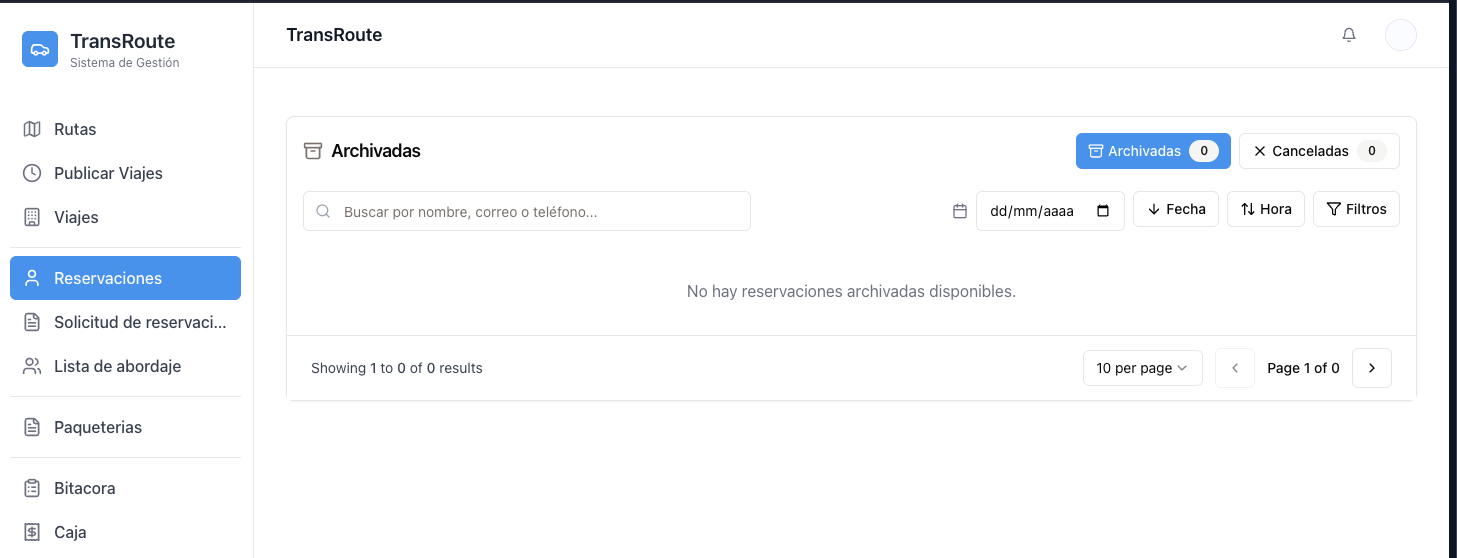 TransRoute
Sistema de Gestión
Rutas
Publicar Viajes
Viajes
Reservaciones
Solicitud de reservaci...
Lista de abordaje
Paqueterias
Bitacora
Caja
TransRoute
Archivadas
Archivadas 0
Canceladas 0
Buscar por nombre, correo o teléfono...
dd/mm/aaaa
Fecha
Hora
Filtros
No hay reservaciones archivadas disponibles.
Showing 1 to 0 of 0 results
10 per page
Page 1 of 0